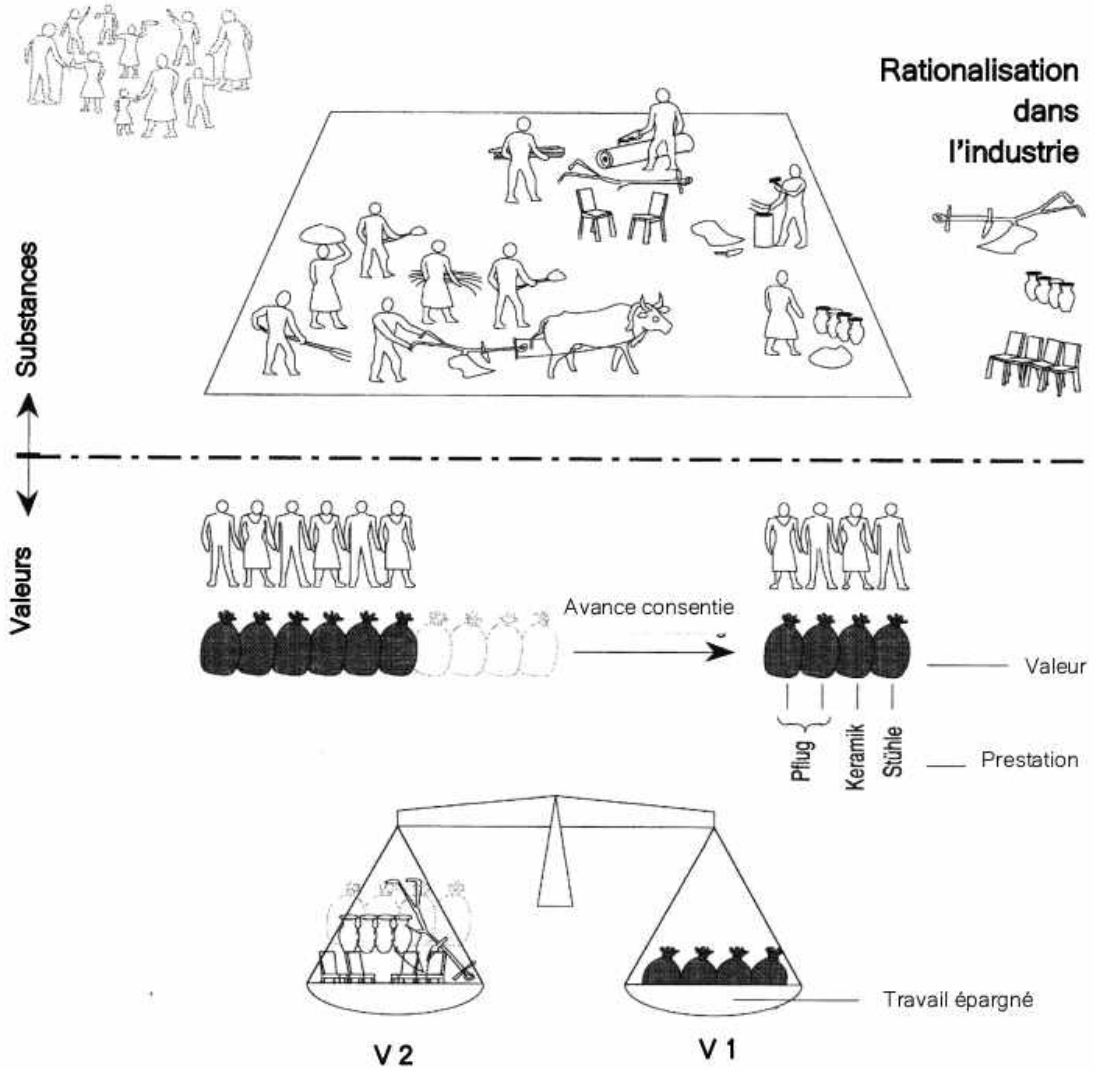 Rationalisation
dans
l'industrie
Substances
Valeurs
Avance consentie
Valeur
Pflug
Keramik
Stühle
Prestation
Travail épargné
V 2
V 1